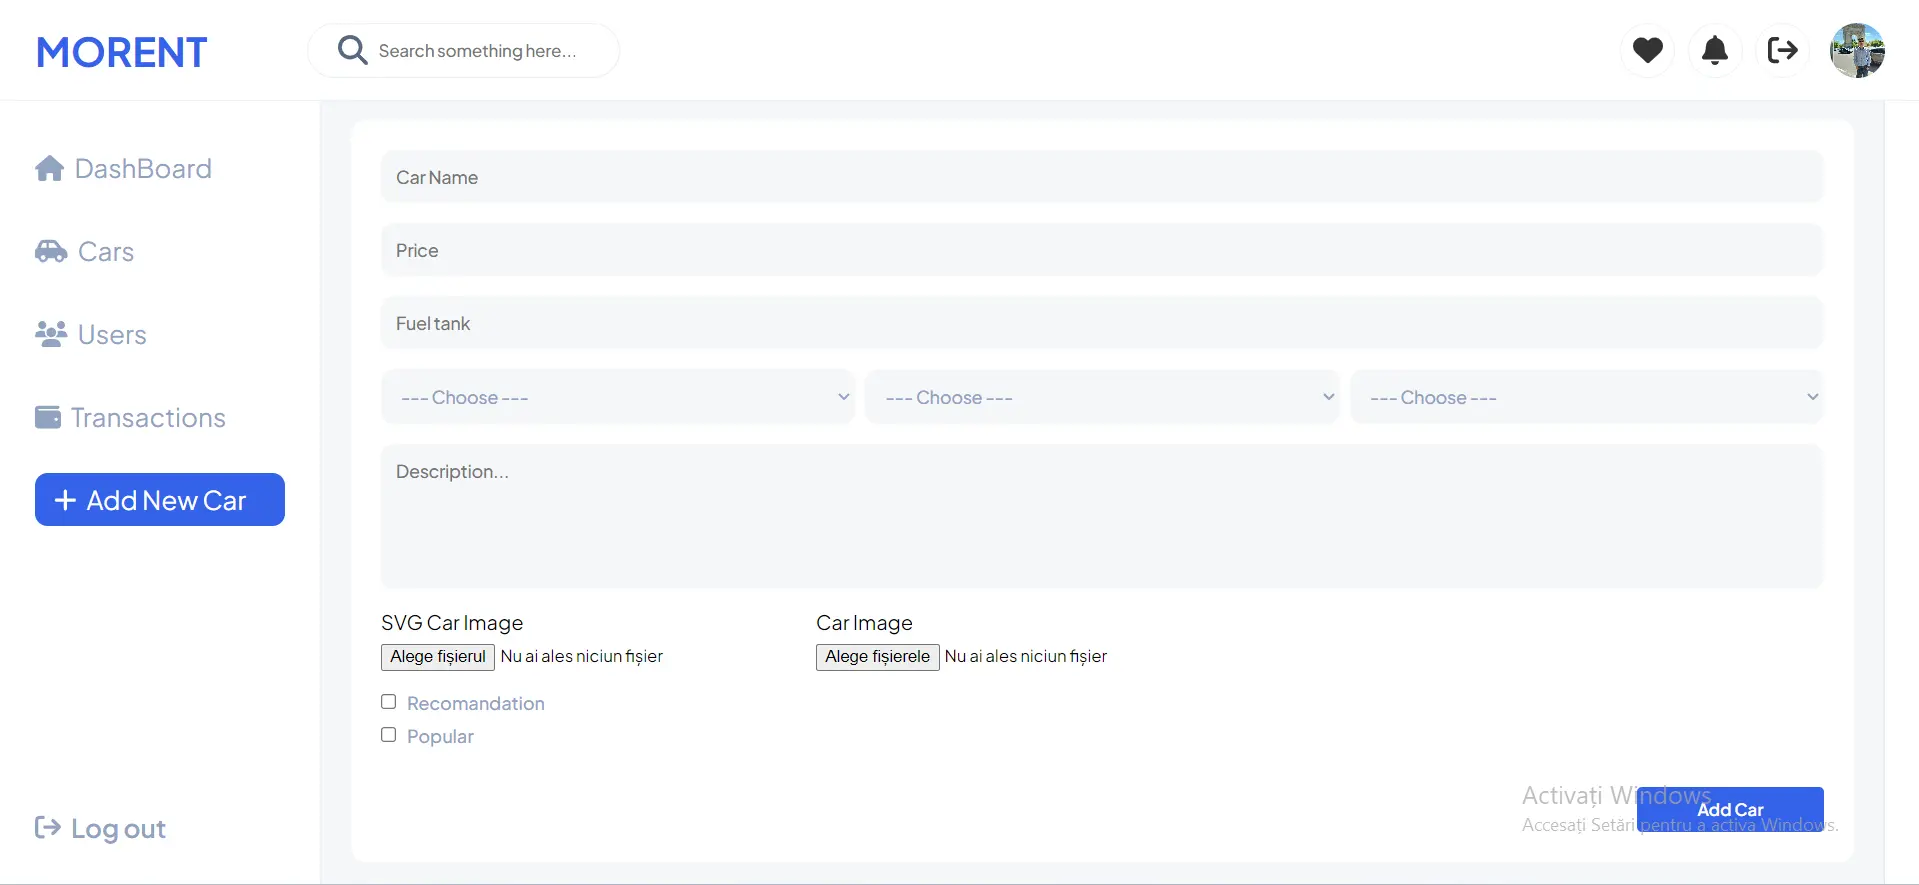 MORENT
Search something here...
DashBoard
Cars
Users
Transactions
Add New Car
Log out
Car Name
Price
Fuel tank
--- Choose --- --- Choose --- --- Choose ---
Description...
SVG Car Image Car Image
Alege fișierul Nu ai ales niciun fișier Alege fișierele Nu ai ales niciun fișier
Recomandation
Popular
Add Car
Activați Windows
Accesați Setări pentru a activa Windows.